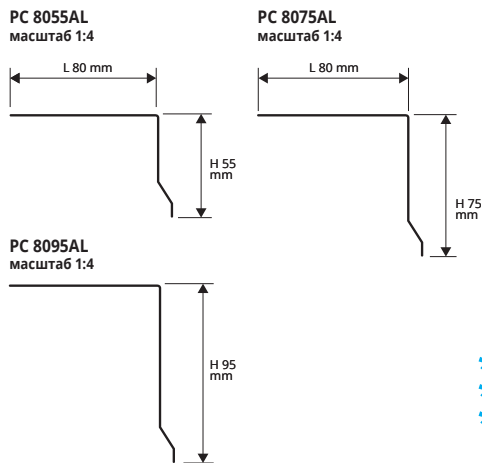 PC 8055AL
масштаб 1:4
L 80 mm
H 55
mm
PC 8075AL
масштаб 1:4
L 80 mm
H 75
mm
PC 8095AL
масштаб 1:4
H 95
mm